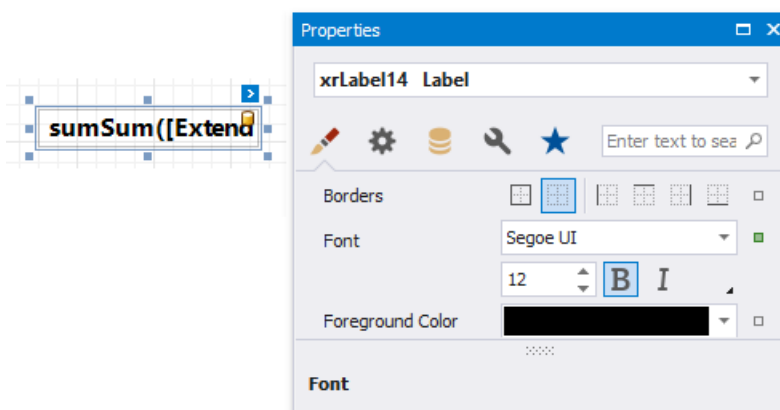 Properties
xrLabel14 Label
sumSum([Extend
Enter text to sea
Borders
Font
Segoe UI
12
B I
Foreground Color
Font